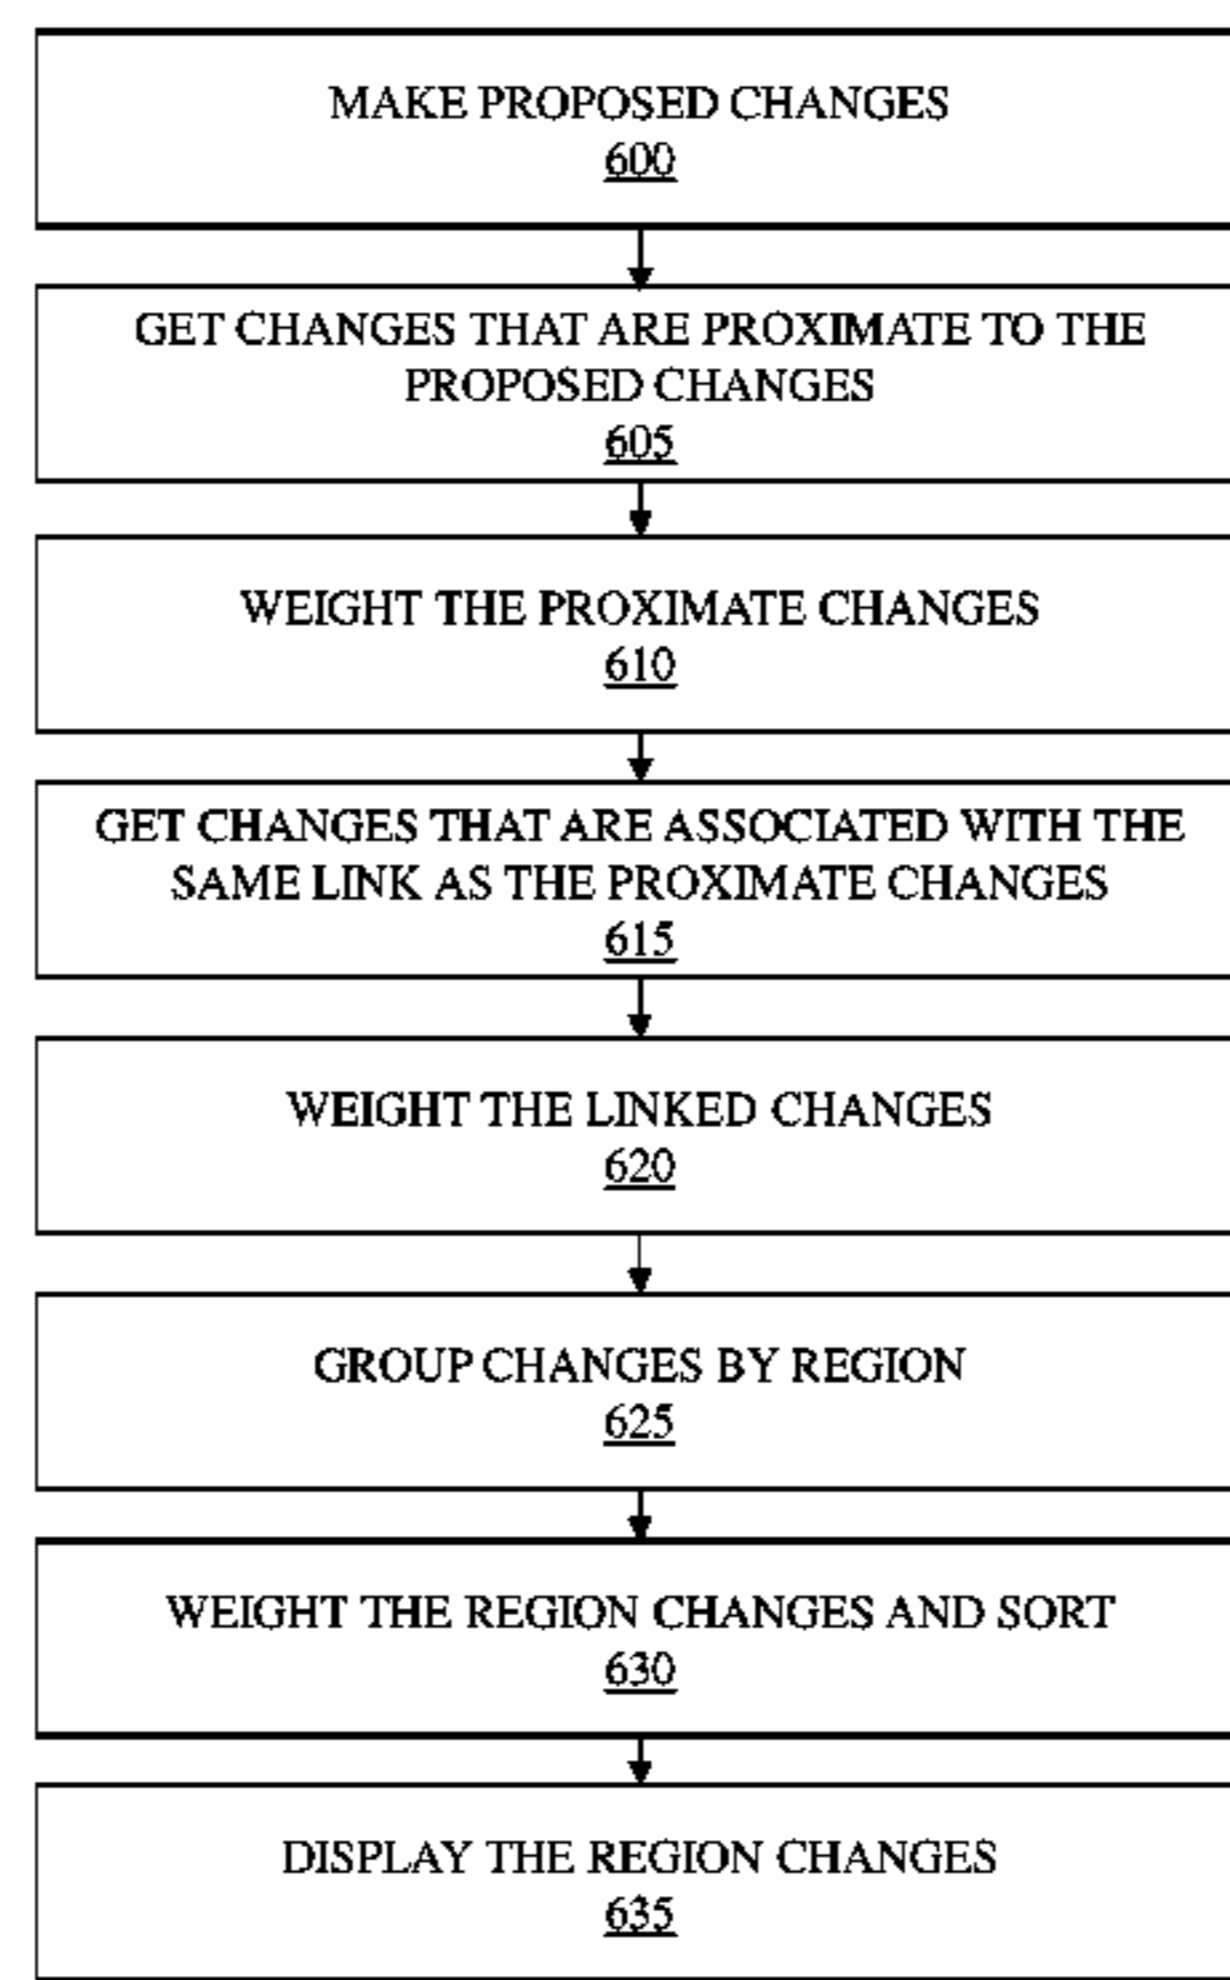 MAKE PROPOSED CHANGES
600
GET CHANGES THAT ARE PROXIMATE TO THE
PROPOSED CHANGES
605
WEIGHT THE PROXIMATE CHANGES
610
GET CHANGES THAT ARE ASSOCIATED WITH THE
SAME LINK AS THE PROXIMATE CHANGES
615
WEIGHT THE LINKED CHANGES
620
GROUP CHANGES BY REGION
625
WEIGHT THE REGION CHANGES AND SORT
630
DISPLAY THE REGION CHANGES
635